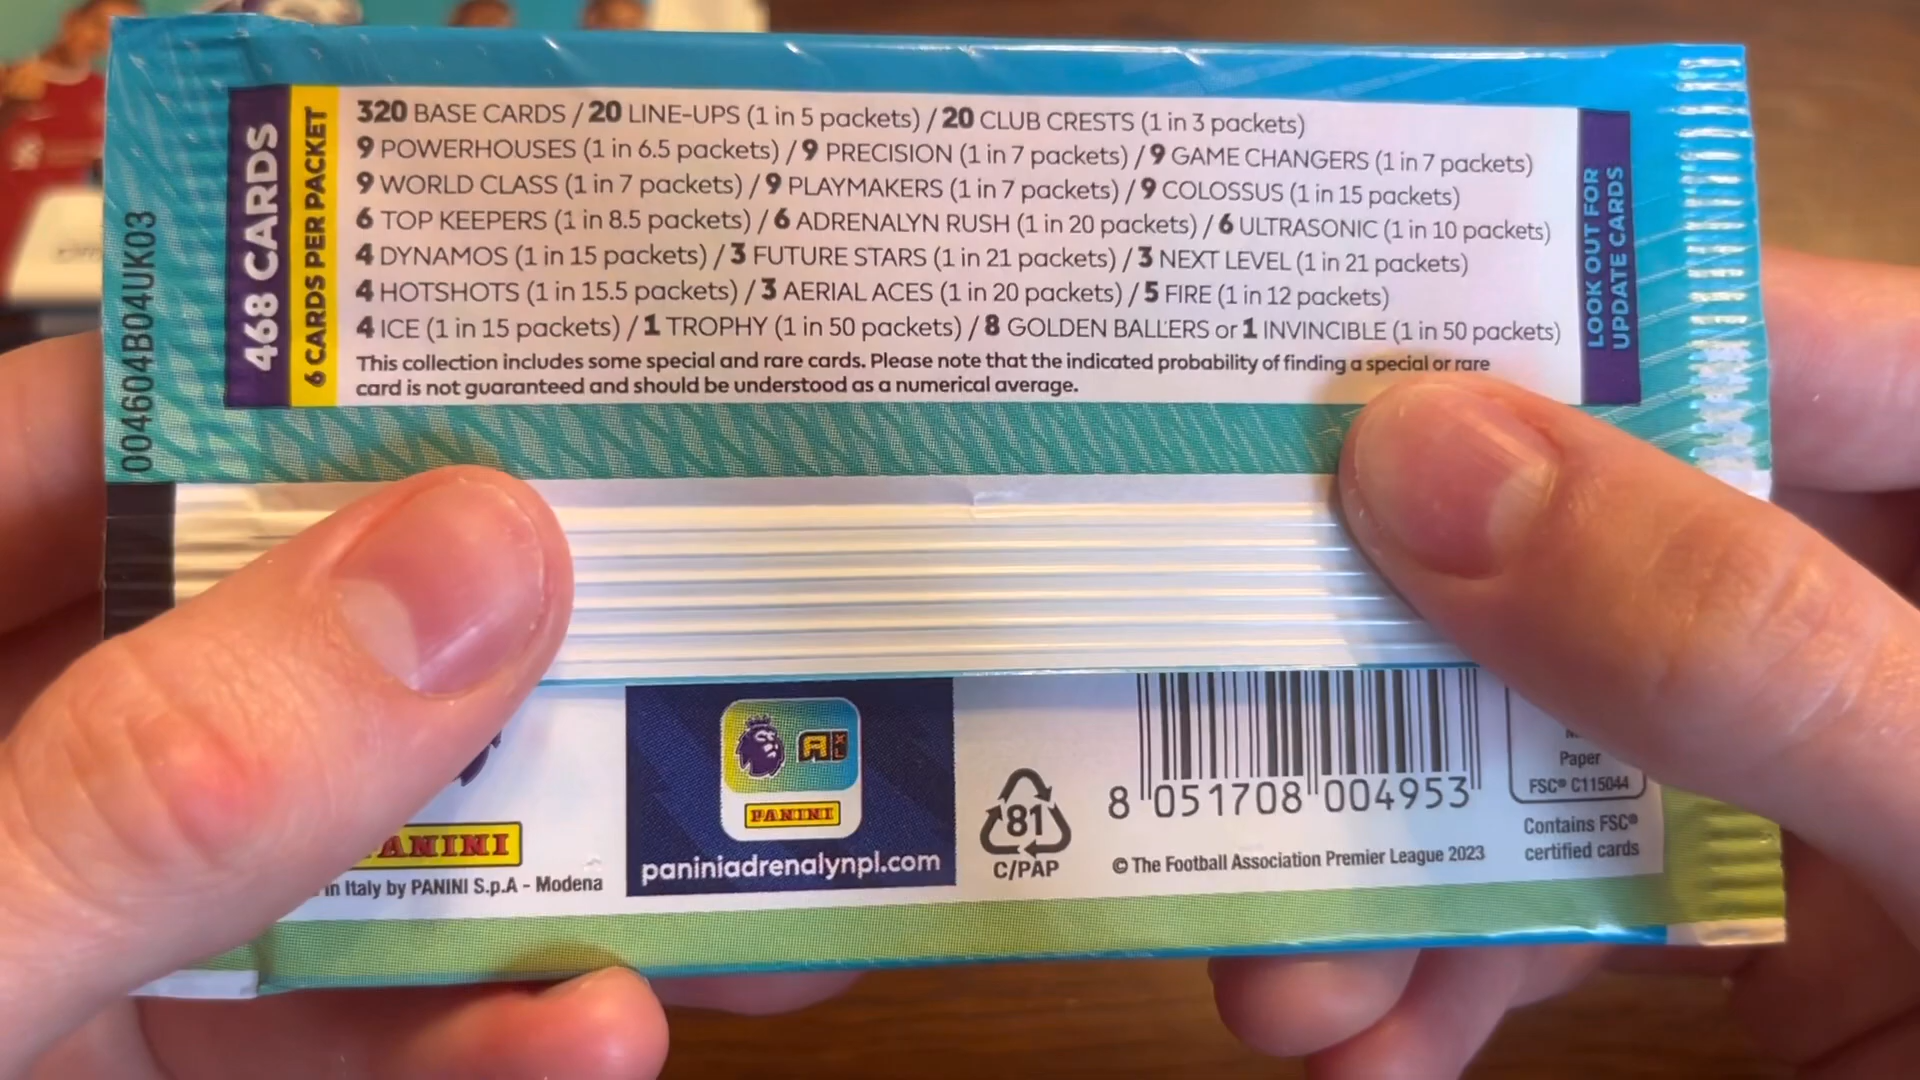 468 CARDS
6 CARDS PER PACKET
320 BASE CARDS / 20 LINE-UPS (1 in 5 packets) / 20 CLUB CRESTS (1 in 3 packets)
9 POWERHOUSES (1 in 6.5 packets) / 9 PRECISION (1 in 7 packets) / 9 GAME CHANGERS (1 in 7 packets)
9 WORLD CLASS (1 in 7 packets) / 9 PLAYMAKERS (1 in 7 packets) / 9 COLOSSUS (1 in 15 packets)
6 TOP KEEPERS (1 in 8.5 packets) / 6 ADRENALYN RUSH (1 in 20 packets) / 6 ULTRASONIC (1 in 10 packets)
4 DYNAMOS (1 in 15 packets) / 3 FUTURE STARS (1 in 21 packets) / 3 NEXT LEVEL (1 in 21 packets)
4 HOTSHOTS (1 in 15.5 packets) / 3 AERIAL ACES (1 in 20 packets) / 5 FIRE (1 in 12 packets)
4 ICE (1 in 15 packets) / 1 TROPHY (1 in 50 packets) / 8 GOLDEN BALLERS or 1 INVINCIBLE (1 in 50 packets)
This collection includes some special and rare cards. Please note that the indicated probability of finding a special or rare
card is not guaranteed and should be understood as a numerical average.
LOOK OUT FOR
UPDATE CARDS
004604B04UK03
PANINI
in Italy by PANINI S.p.A - Modena
A XL
PANINI
paniniadrenalynpl.com
81
C/PAP
8 051708 004953
© The Football Association Premier League 2023
Paper
FSC® C115044
Contains FSC®
certified cards